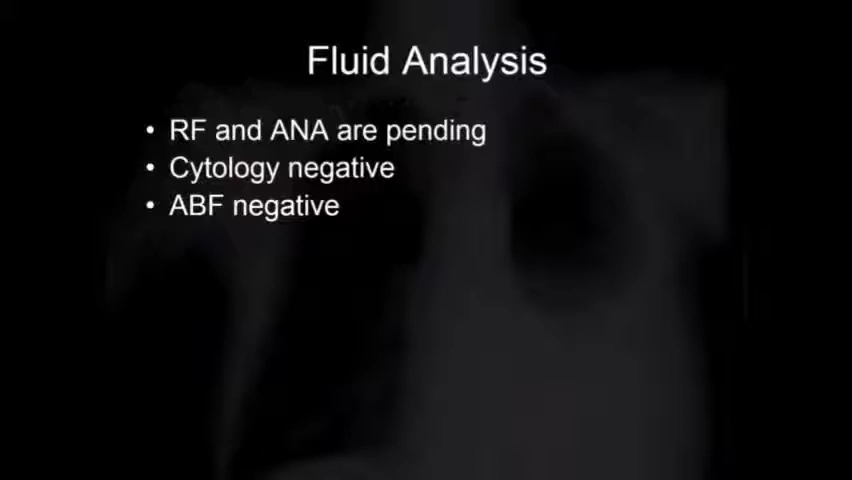 Fluid Analysis
• RF and ANA are pending
• Cytology negative
• ABF negative